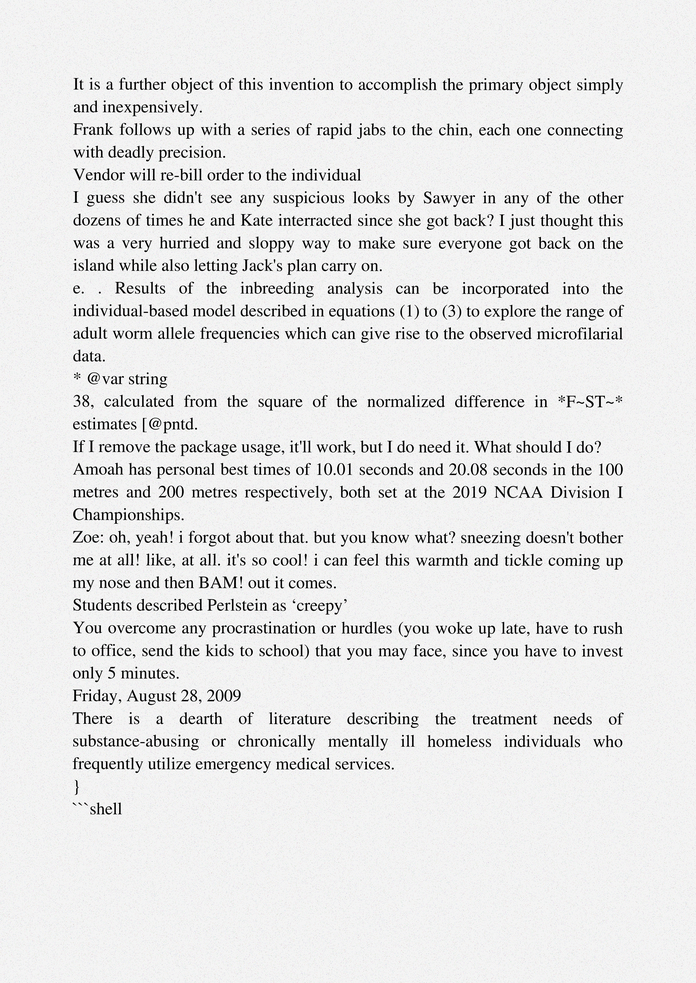 It is a further object of this invention to accomplish the primary object simply
and inexpensively.
Frank follows up with a series of rapid jabs to the chin, each one connecting
with deadly precision.
Vendor will re-bill order to the individual
I guess she didn't see any suspicious looks by Sawyer in any of the other
dozens of times he and Kate interracted since she got back? I just thought this
was a very hurried and sloppy way to make sure everyone got back on the
island while also letting Jack's plan carry on.
e. . Results of the inbreeding analysis can be incorporated into the
individual-based model described in equations (1) to (3) to explore the range of
adult worm allele frequencies which can give rise to the observed microfilarial
data.
* @var string
38, calculated from the square of the normalized difference in *F~ST~*
estimates [@pntd.
If I remove the package usage, it'll work, but I do need it. What should I do?
Amoah has personal best times of 10.01 seconds and 20.08 seconds in the 100
metres and 200 metres respectively, both set at the 2019 NCAA Division I
Championships.
Zoe: oh, yeah! i forgot about that. but you know what? sneezing doesn't bother
me at all! like, at all. it's so cool! i can feel this warmth and tickle coming up
my nose and then BAM! out it comes.
Students described Perlstein as ‘creepy’
You overcome any procrastination or hurdles (you woke up late, have to rush
to office, send the kids to school) that you may face, since you have to invest
only 5 minutes.
Friday, August 28, 2009
There is a dearth of literature describing the treatment needs of
substance-abusing or chronically mentally ill homeless individuals who
frequently utilize emergency medical services.
}
```shell